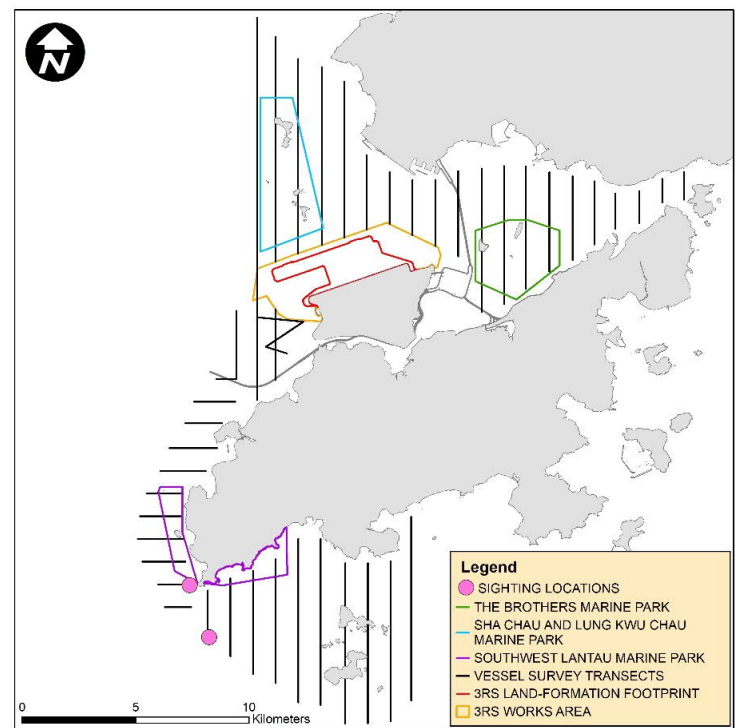 N
Legend
SIGHTING LOCATIONS
THE BROTHERS MARINE PARK
SHA CHAU AND LUNG KWU CHAU
MARINE PARK
SOUTHWEST LANTAU MARINE PARK
VESSEL SURVEY TRANSECTS
3RS LAND-FORMATION FOOTPRINT
3RS WORKS AREA
0 5 10
Kilometers